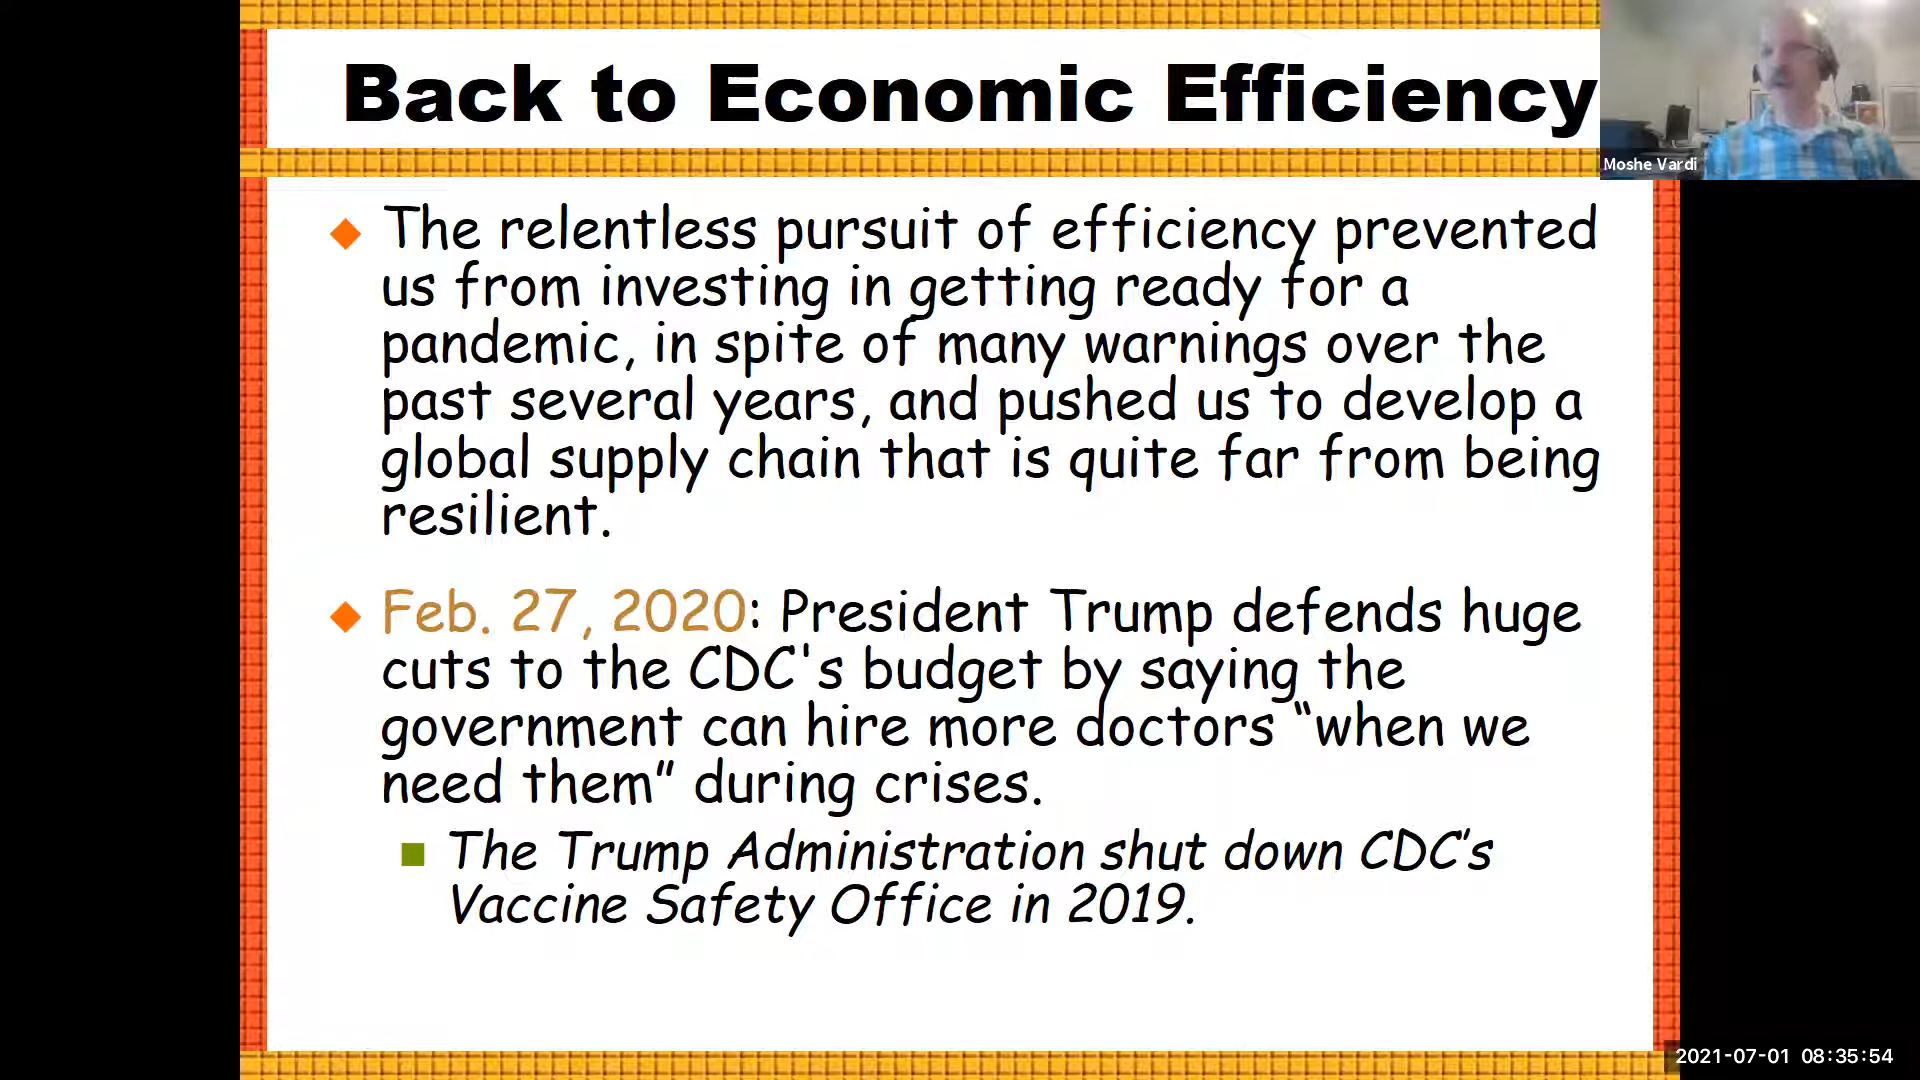 Back to Economic Efficiency
Moshe Vardi
The relentless pursuit of efficiency prevented
us from investing in getting ready for a
pandemic, in spite of many warnings over the
past several years, and pushed us to develop a
global supply chain that is quite far from being
resilient.
Feb. 27, 2020: President Trump defends huge
cuts to the CDC's budget by saying the
government can hire more doctors “when we
need them” during crises.
The Trump Administration shut down CDC’s
Vaccine Safety Office in 2019.
2021-07-01 08:35:54